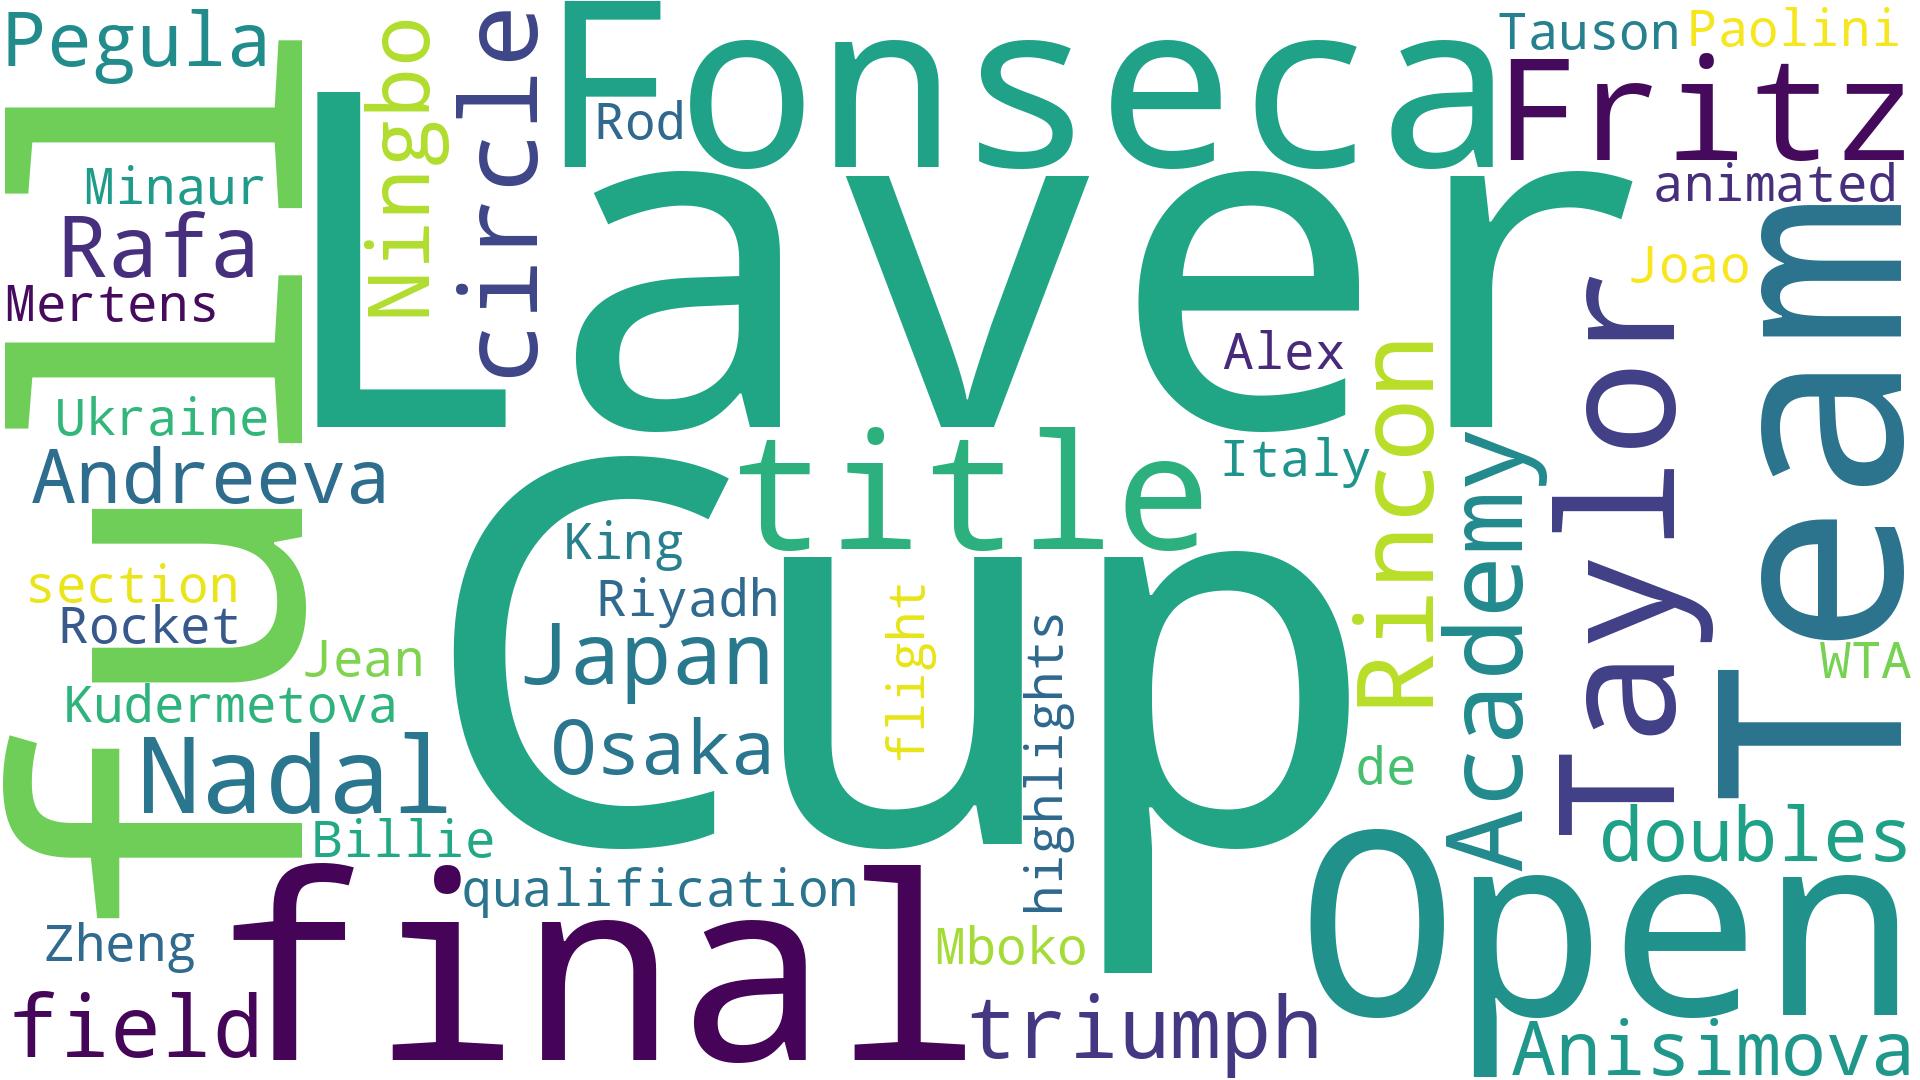 Pegula
Ningbo
circle
Fonseca
Rod
Tauson
Paolini
Fritz
full
Minaur
Rafa
Mertens
Laver
animated
Joao
Team
Taylor
Alex
Ukraine
Andreeva
title
Italy
Rincon
Academy
Cup
King
Riyadh
Japan
Osaka
flight
highlights
section
Rocket
Jean
Kudermetova
WTA
Nadal
de
Billie
doubles
Open
final
qualification
Zheng
Mboko
field
triumph
Anisimova